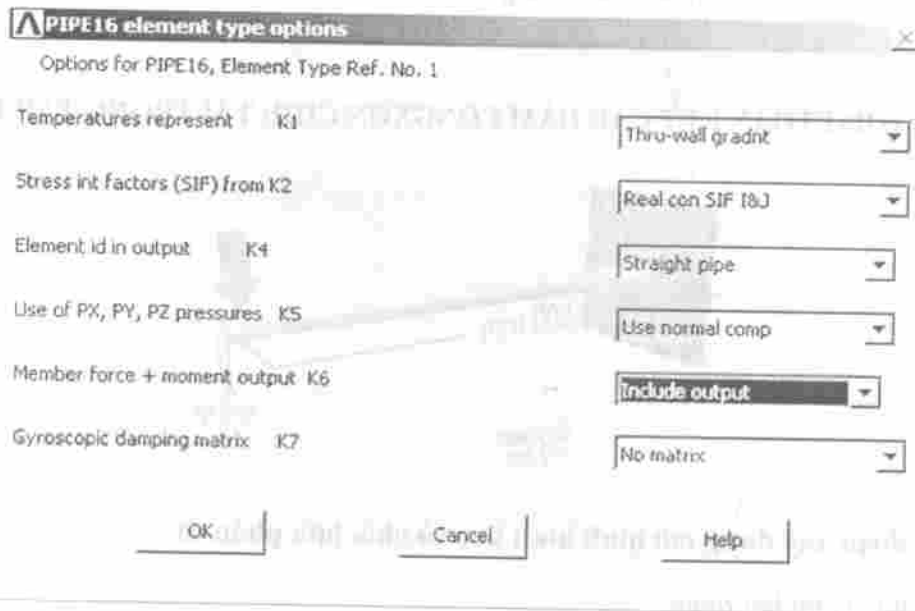 PIPE16 element type options
Options for PIPE16, Element Type Ref. No. 1
Temperatures represent K1 Thru-wall gradnt
Stress int factors (SIF) from K2 Real con SIF I&J
Element id in output K4 Straight pipe
Use of PX, PY, PZ pressures K5 Use normal comp
Member force + moment output K6 Include output
Gyroscopic damping matrix K7 No matrix
OK Cancel Help